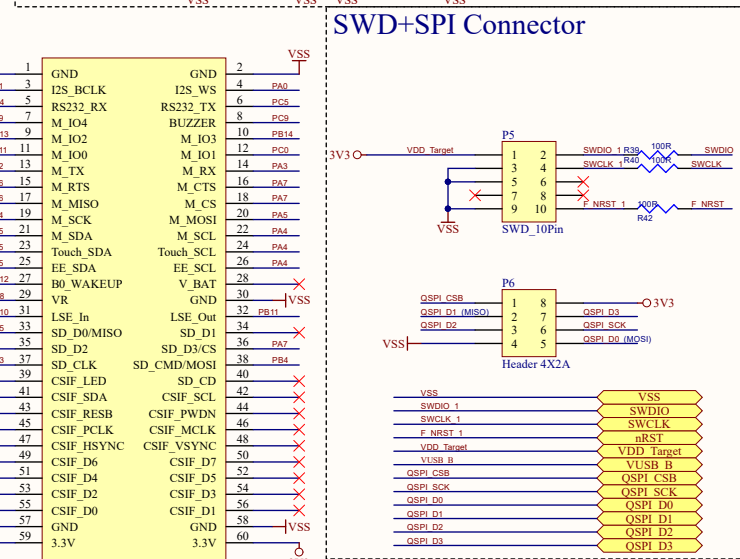 VSS VSS VSS VSS
SWD+SPI Connector
VSS
1 GND GND 2
3 I2S_BCLK I2S_WS 4 PA0
5 RS232_RX RS232_TX 6 PC5
7 M_IO4 BUZZER 8 PC9
13 9 M_IO2 M_IO3 10 PB14
11 11 M_IO0 M_IO1 12 PC0
2 13 M_TX M_RX 14 PA3
15 M_RTS M_CTS 16 PA7
17 M_MISO M_CS 18 PA7
19 M_SCK M_MOSI 20 PA5
21 M_SDA M_SCL 22 PA4
23 Touch_SDA Touch_SCL 24 PA4
25 EE_SDA EE_SCL 26 PA4
12 27 B0_WAKEUP V_BAT 28
29 VR GND 30 VSS
10 31 LSE_In LSE_Out 32 PB11
33 SD_D0/MISO SD_D1 34
35 SD_D2 SD_D3/CS 36 PA7
37 SD_CLK SD_CMD/MOSI 38 PB4
39 CSIF_LED SD_CD 40
41 CSIF_SDA CSIF_SCL 42
43 CSIF_RESB CSIF_PWDN 44
45 CSIF_PCLK CSIF_MCLK 46
47 CSIF_HSYNC CSIF_VSYNC 48
49 CSIF_D6 CSIF_D7 50
51 CSIF_D4 CSIF_D5 52
53 CSIF_D2 CSIF_D3 54
55 CSIF_D0 CSIF_D1 56
57 GND GND 58 VSS
59 3.3V 3.3V 60
P5
3V3 VDD_Target 1 2 SWDIO_1 R39 100R SWDIO
3 4 SWCLK_1 R40 100R SWCLK
5 6
7 8
9 10 F_NRST_1 100R F_NRST
R42
VSS
SWD_10Pin
P6
QSPI_CSB 1 8 3V3
QSPI_D1 (MISO) 2 7 QSPI_D3
QSPI_D2 3 6 QSPI_SCK
VSS 4 5 QSPI_D0 (MOSI)
Header 4X2A
VSS VSS
SWDIO_1 SWDIO
SWCLK_1 SWCLK
F_NRST_1 nRST
VDD_Target VDD_Target
VUSB_B VUSB_B
QSPI_CSB QSPI_CSB
QSPI_SCK QSPI_SCK
QSPI_D0 QSPI_D0
QSPI_D1 QSPI_D1
QSPI_D2 QSPI_D2
QSPI_D3 QSPI_D3